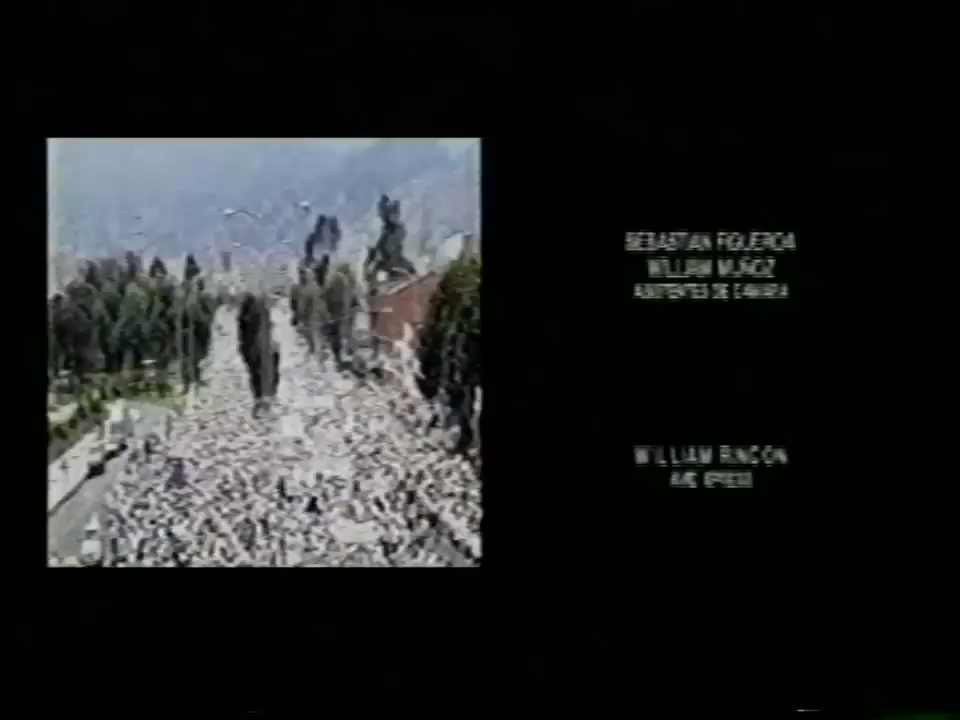 SEBASTIAN FIGUEROA
WILLIAM MUÑOZ
ASISTENTES DE CAMARA
WILLIAM RINCON